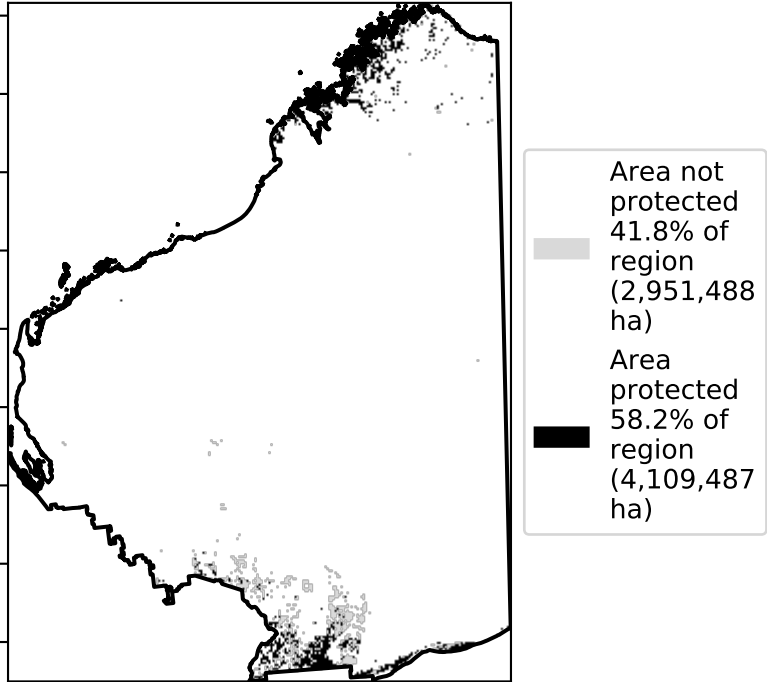 Area not
protected
41.8% of
region
(2,951,488
ha)
Area
protected
58.2% of
region
(4,109,487
ha)